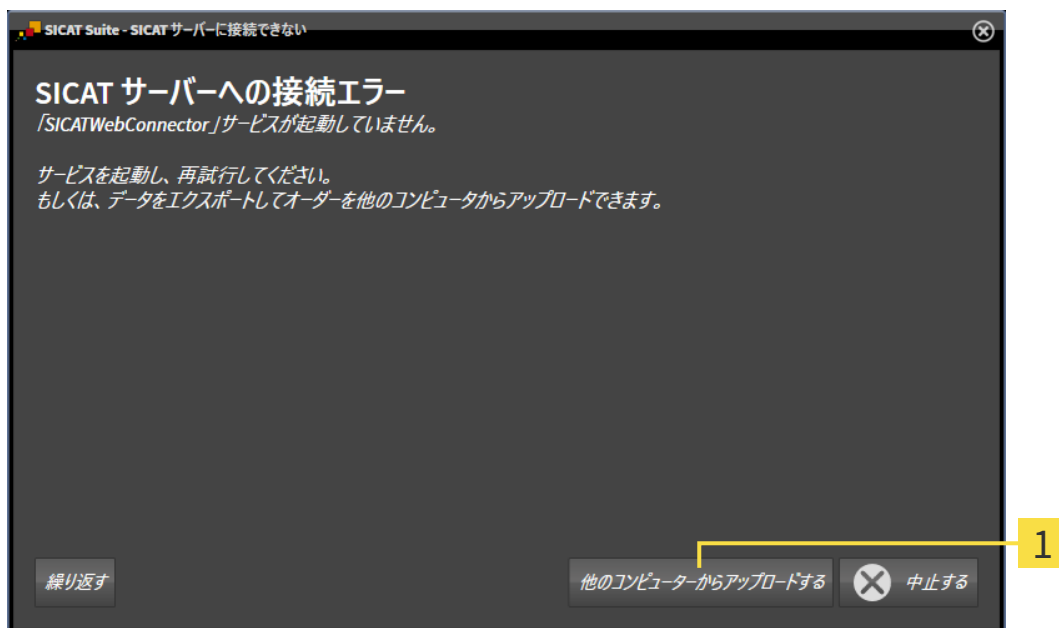 SICAT Suite - SICAT サーバーに接続できない
SICAT サーバーへの接続エラー
「SICATWebConnector」サービスが起動していません。
サービスを起動し、再試行してください。
もしくは、データをエクスポートしてオーダーを他のコンピュータからアップロードできます。
1
繰り返す
他のコンピューターからアップロードする
中止する